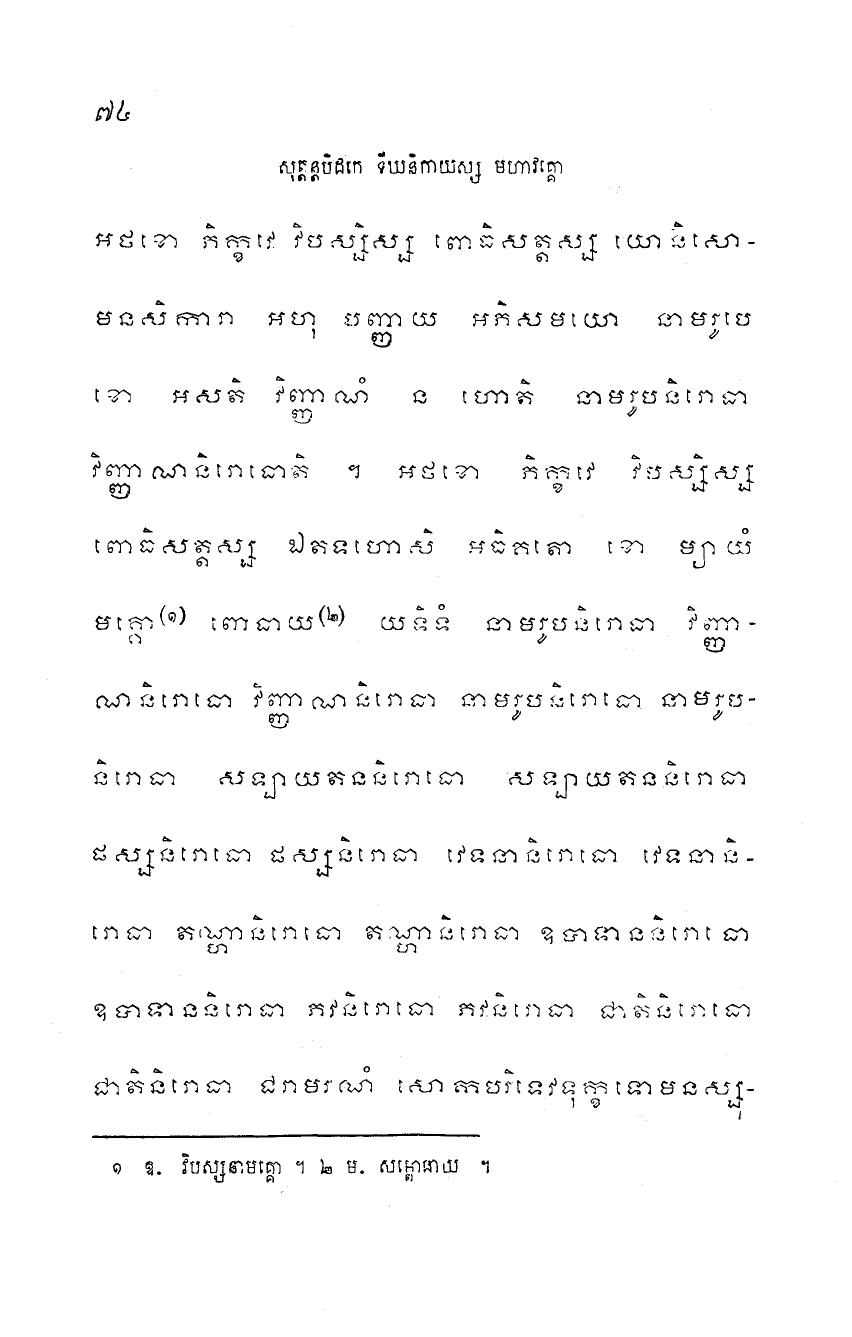 ៧៤
សុត្តន្តបិដកេ ទីឃនិកាយស្ស មហាវគ្គោ
អថខោ ភិក្ខវេ វិបស្សិស្ស ពោធិសត្តស្ស យោនិសោ-
មនសិការា អហុ បញ្ញាយ អភិសមយោ នាមរូបេ
ខោ អសតិ វិញ្ញាណំ ន ហោតិ នាមរូបនិរោធា
វិញ្ញាណនិរោធោតិ ។ អថខោ ភិក្ខវេ វិបស្សិស្ស
ពោធិសត្តស្ស ឯតទហោសិ អធិគតោ ខោ ម្យាយំ
មគ្គោ(១) ពោធាយ(២) យទិទំ នាមរូបនិរោធា វិញ្ញា-
ណនិរោធោ វិញ្ញាណនិរោធា នាមរូបនិរោធោ នាមរូប-
និរោធា សឡាយតននិរោធោ សឡាយតននិរោធា
ផស្សនិរោធោ ផស្សនិរោធា វេទនានិរោធោ វេទនានិ-
រោធា តណ្ហានិរោធោ តណ្ហានិរោធា ឧបាទាននិរោធោ
ឧបាទាននិរោធា ភវនិរោធោ ភវនិរោធា ជាតិនិរោធោ
ជាតិនិរោធា ជរាមរណំ សោកបរិទេវទុក្ខទោមនស្សុ-
១ ឧ. វិបស្សនាមគ្គោ ។ ២ ម. សម្ពោធាយ ។